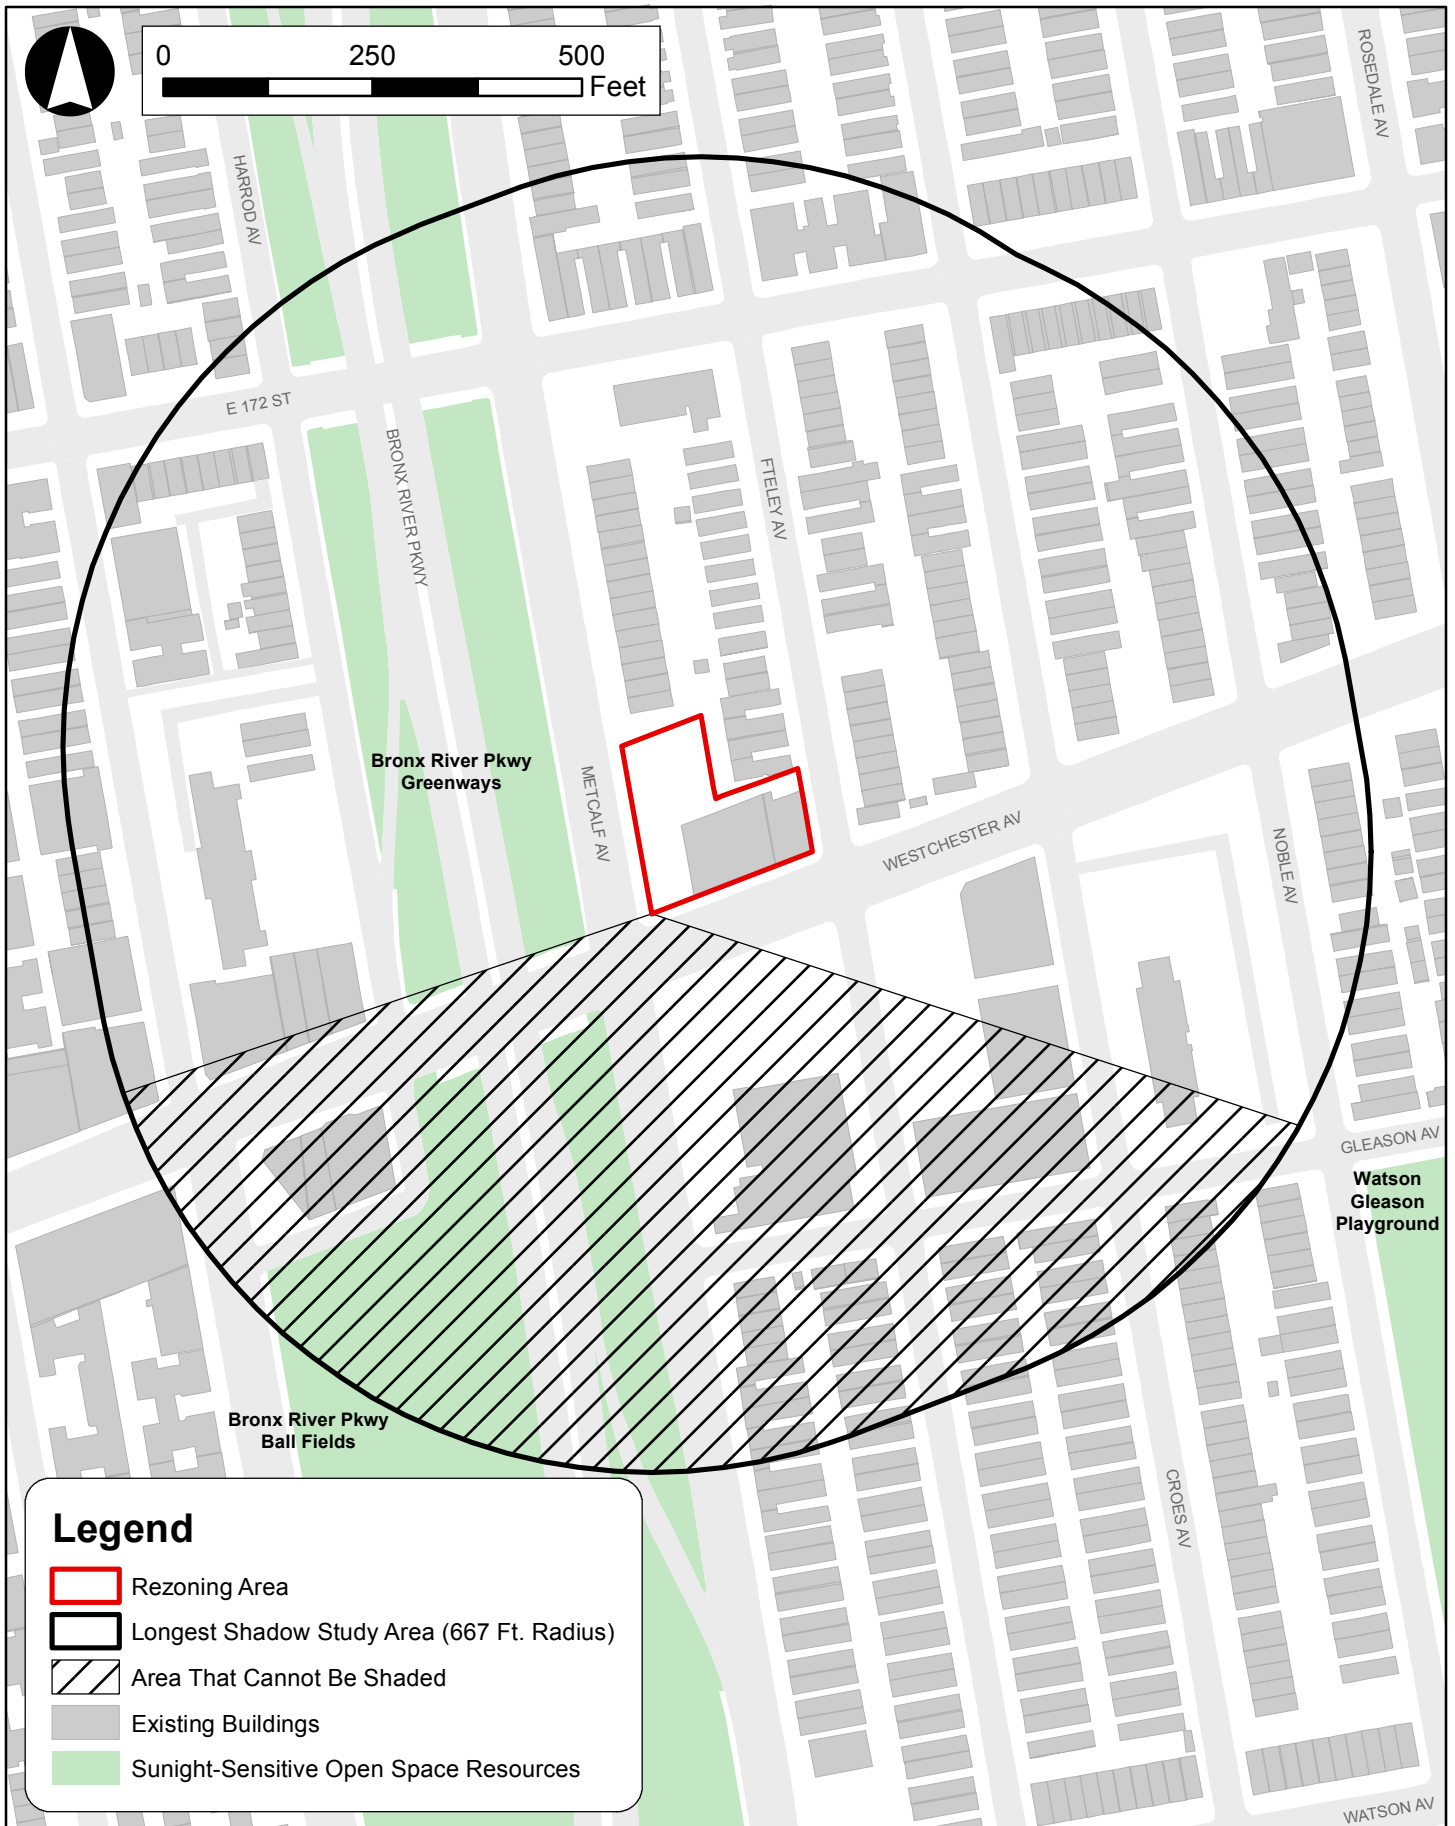 0 250 500
Feet
ROSEDALE AV
HARROD AV
E 172 ST
BRONX RIVER PKWY
FTELEY AV
Bronx River Pkwy
Greenways
METCALF AV
WESTCHESTER AV
NOBLE AV
GLEASON AV
Watson
Gleason
Playground
Bronx River Pkwy
Ball Fields
CROES AV
WATSON AV
Legend
Rezoning Area
Longest Shadow Study Area (667 Ft. Radius)
Area That Cannot Be Shaded
Existing Buildings
Sunight-Sensitive Open Space Resources